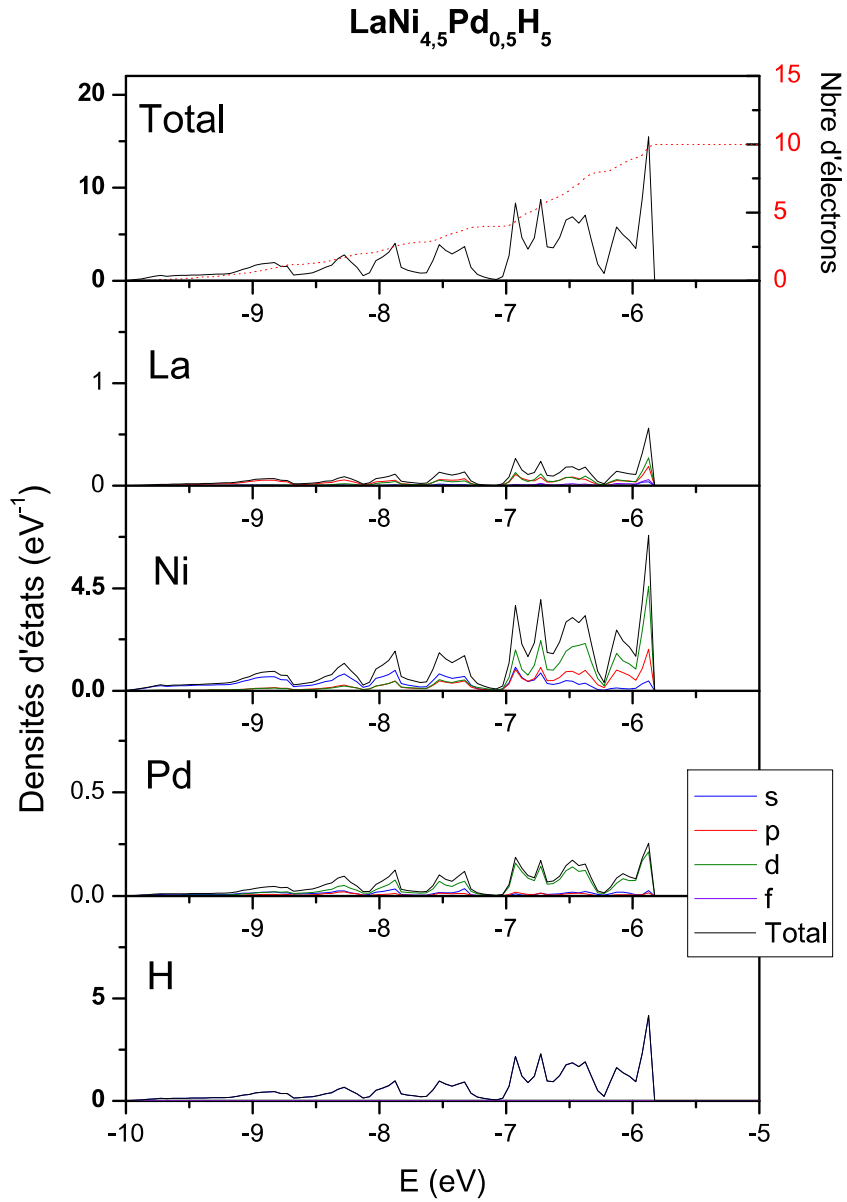 LaNi4,5Pd0,5H5
Total
20
10
0
15
10
5
0
Nbre d'électrons
-9 -8 -7 -6
La
1
0
-9 -8 -7 -6
Ni
4.5
0.0
-9 -8 -7 -6
Pd
0.5
0.0
-9 -8 -7 -6
H
5
0
-10 -9 -8 -7 -6 -5
E (eV)
Densités d'états (eV-1)
s
p
d
f
Total